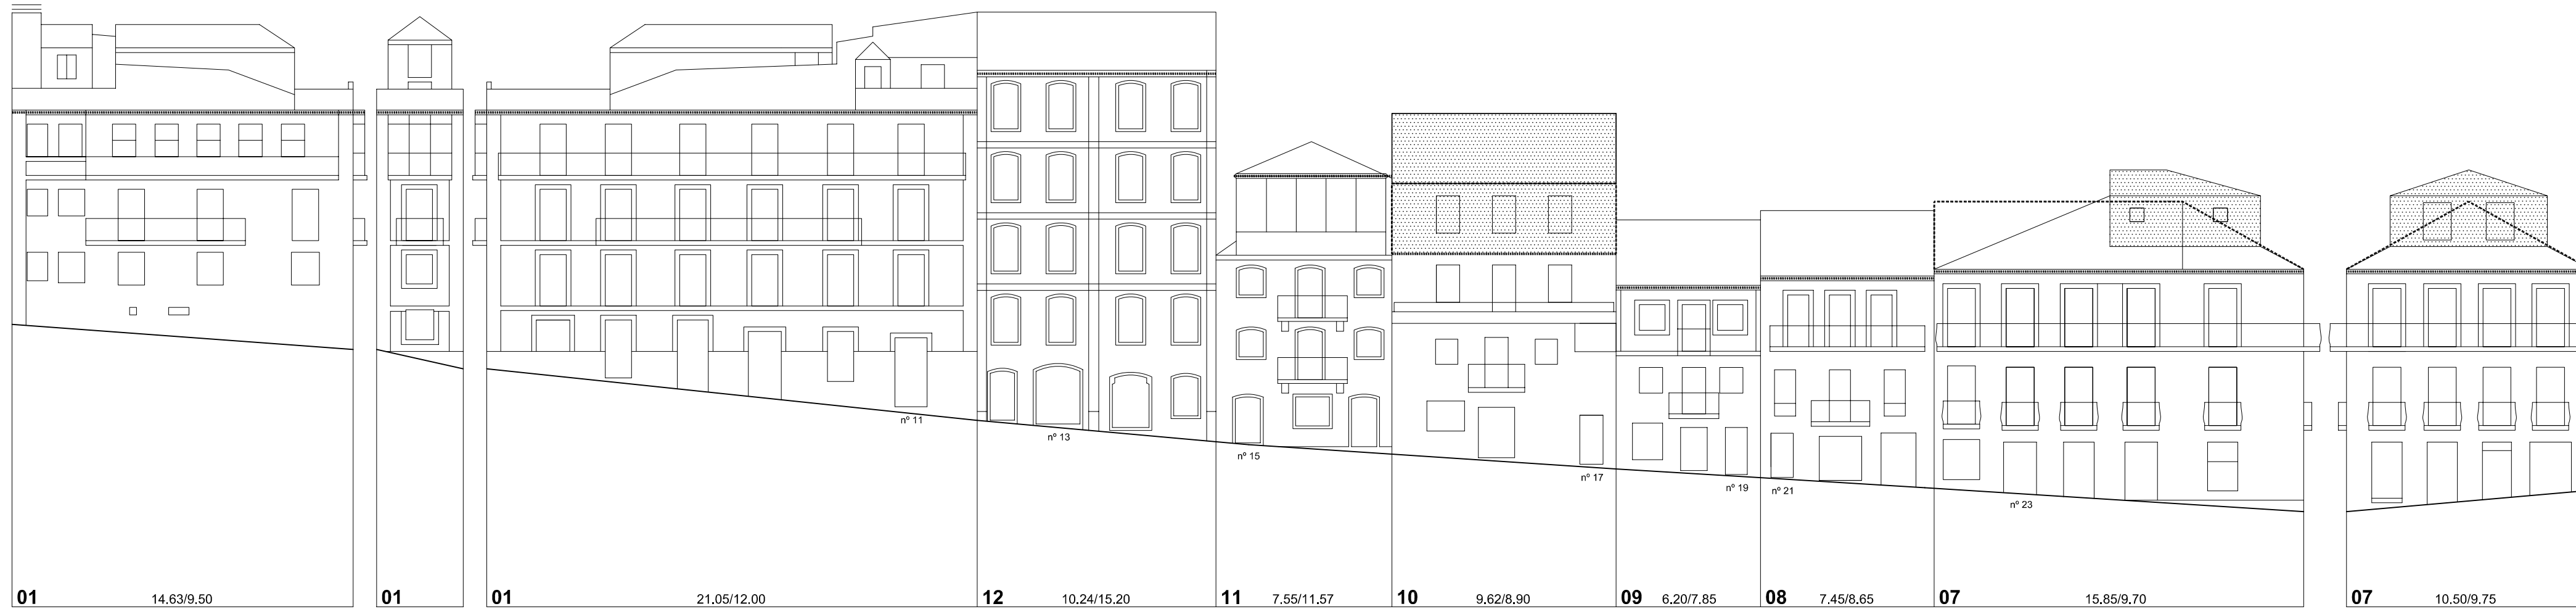 nº 11
nº 13
nº 15
nº 17
nº 19
nº 21
nº 23
01 14.63/9.50
01
01 21.05/12.00
12 10.24/15.20
11 7.55/11.57
10 9.62/8.90
09 6.20/7.85
08 7.45/8.65
07 15.85/9.70
07 10.50/9.75